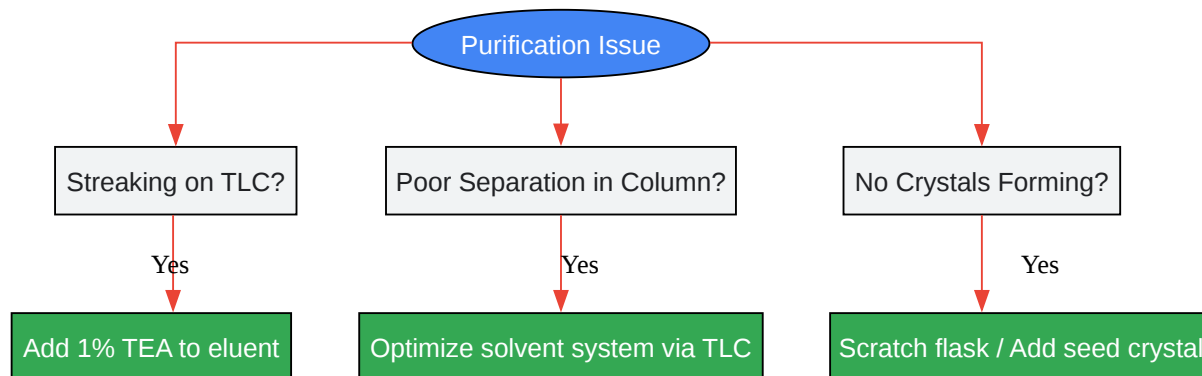 Purification Issue
Streaking on TLC?
Poor Separation in Column?
No Crystals Forming?
Yes
Yes
Yes
Add 1% TEA to eluent
Optimize solvent system via TLC
Scratch flask / Add seed crystal